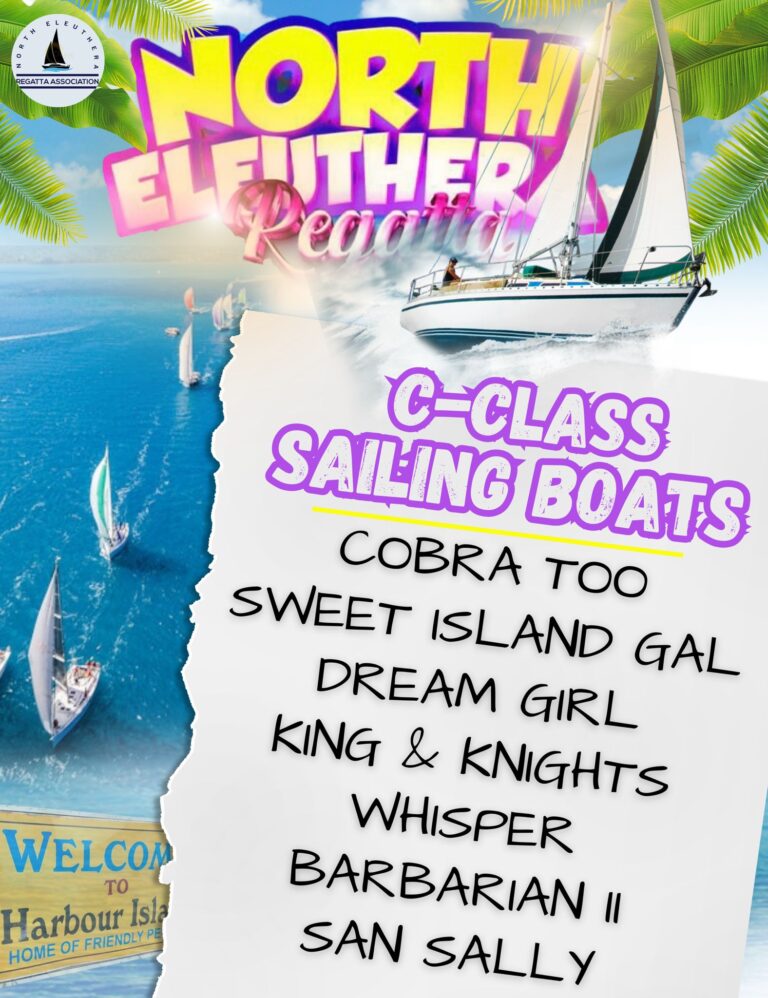 NORTH ELEUTHERA
REGATTA ASSOCIATION
NORTH
ELEUTHERA
Regatta
C-CLASS
SAILING BOATS
COBRA TOO
SWEET ISLAND GAL
DREAM GIRL
KING & KNIGHTS
WHISPER
BARBARIAN II
SAN SALLY
WELCOM
TO
Harbour Isla
HOME OF FRIENDLY PE